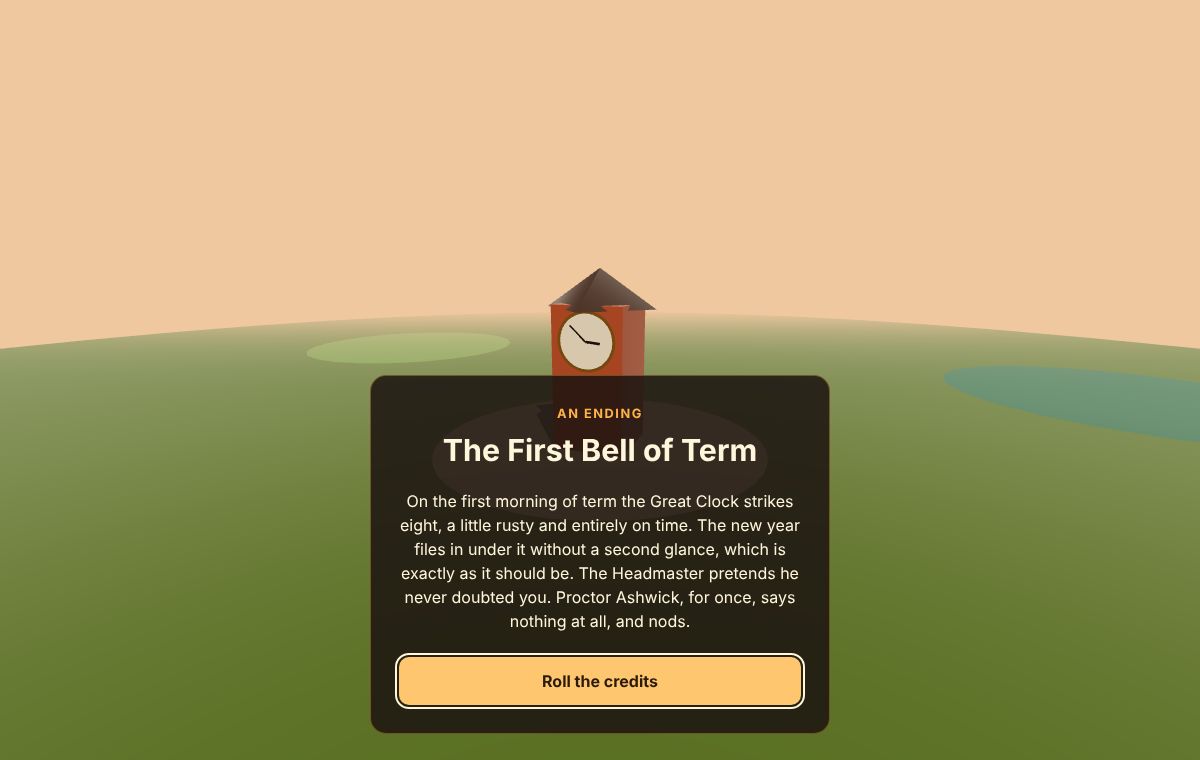 AN ENDING
The First Bell of Term
On the first morning of term the Great Clock strikes
eight, a little rusty and entirely on time. The new year
files in under it without a second glance, which is
exactly as it should be. The Headmaster pretends he
never doubted you. Proctor Ashwick, for once, says
nothing at all, and nods.
Roll the credits